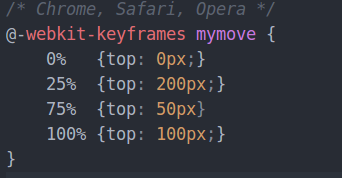 /* Chrome, Safari, Opera */
@-webkit-keyframes mymove {
    0%   {top: 0px;}
    25%  {top: 200px;}
    75%  {top: 50px}
    100% {top: 100px;}
}